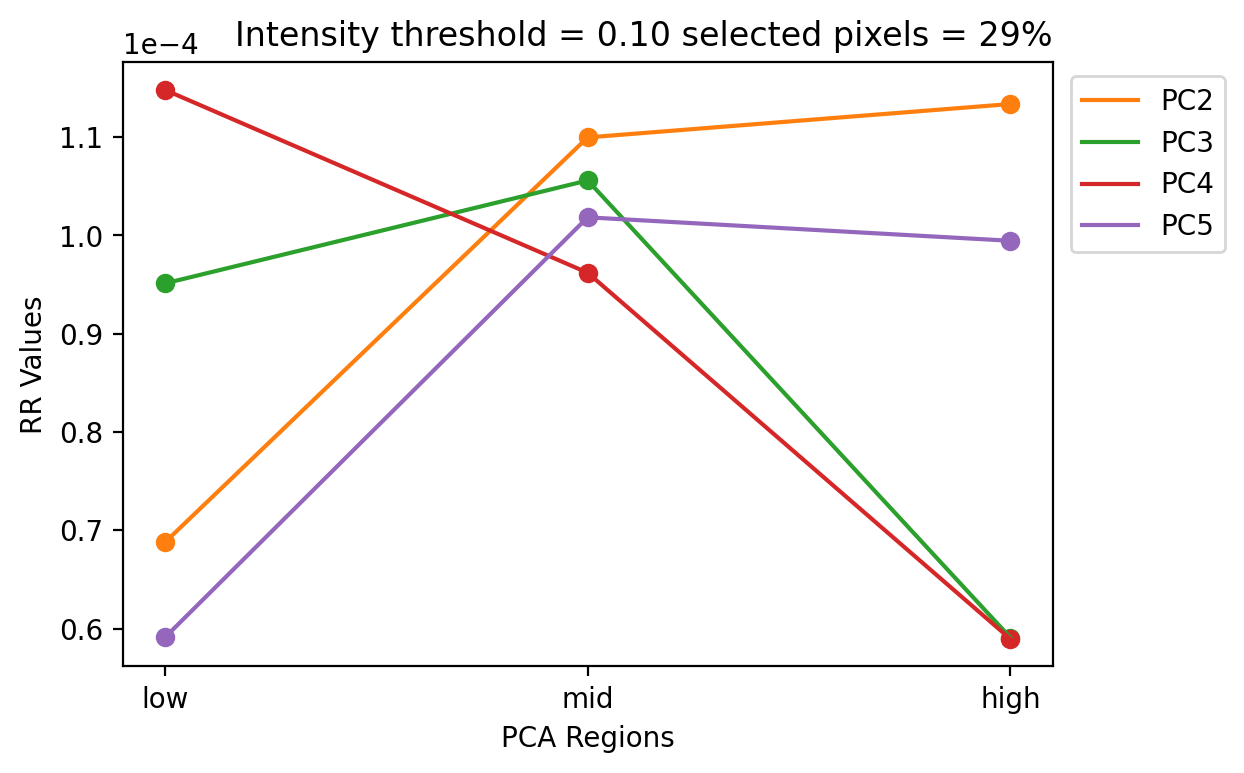 Intensity threshold = 0.10 selected pixels = 29%
1e−4
1.1
1.0
0.9
0.8
0.7
0.6
RR Values
low
mid
high
PCA Regions
PC2
PC3
PC4
PC5